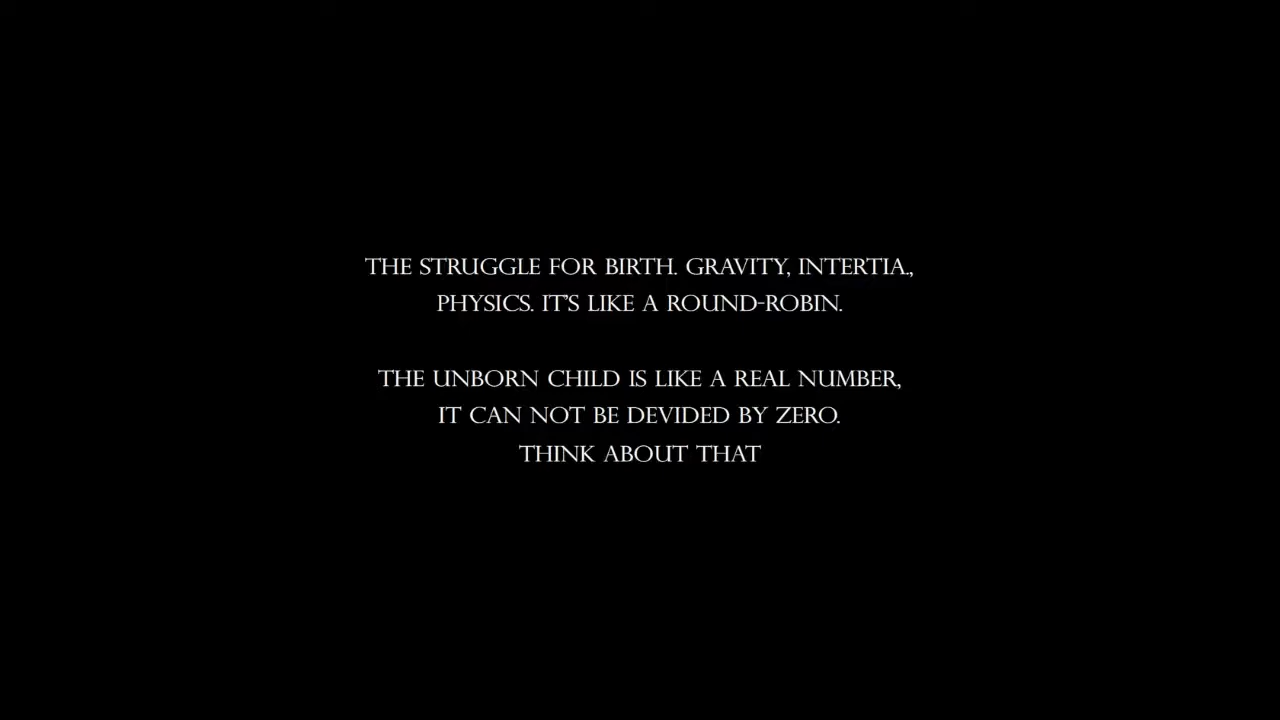 THE STRUGGLE FOR BIRTH. GRAVITY, INTERTIA.,
PHYSICS. IT'S LIKE A ROUND-ROBIN.
THE UNBORN CHILD IS LIKE A REAL NUMBER,
IT CAN NOT BE DEVIDED BY ZERO.
THINK ABOUT THAT